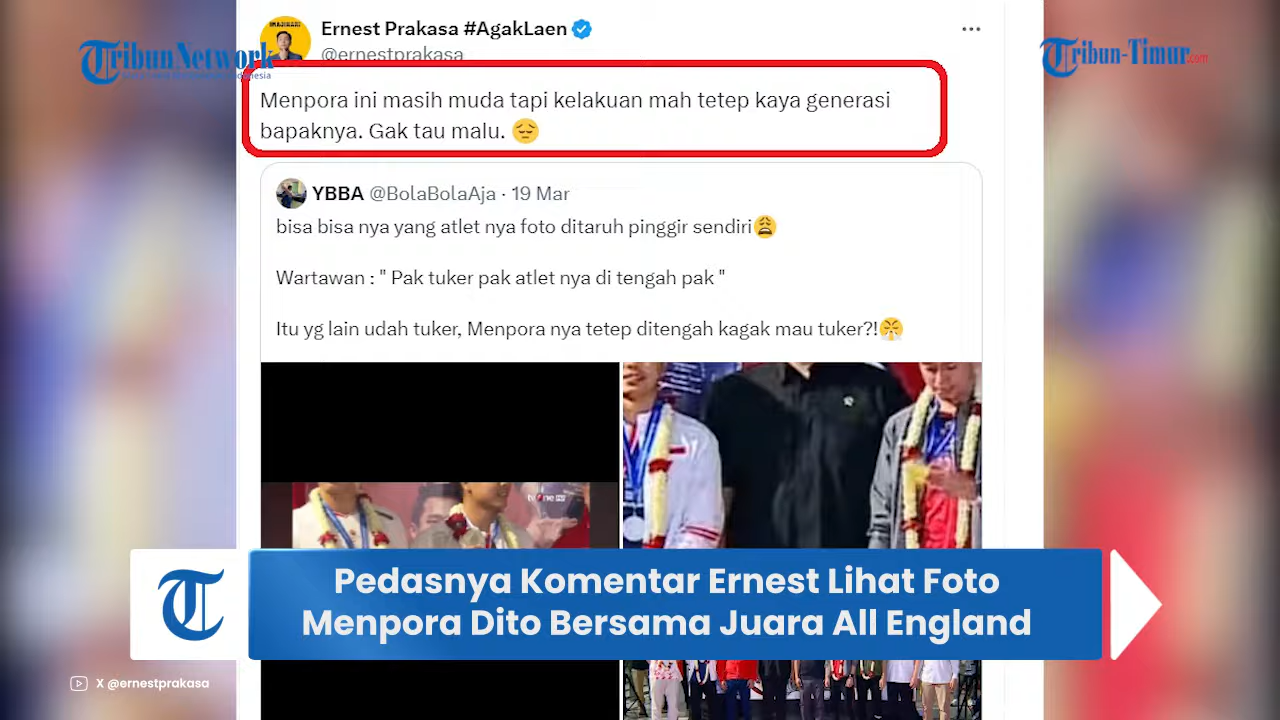 Ernest Prakasa #AgakLaen
@ernestprakasa
TribunNetwork
Tribun-Timur.com
Menpora ini masih muda tapi kelakuan mah tetep kaya generasi
bapaknya. Gak tau malu. 😔
YBBA @BolaBolaAja · 19 Mar
bisa bisa nya yang atlet nya foto ditaruh pinggir sendiri😩
Wartawan : " Pak tuker pak atlet nya di tengah pak "
Itu yg lain udah tuker, Menpora nya tetep ditengah kagak mau tuker?!😤
tvOne
Pedasnya Komentar Ernest Lihat Foto
Menpora Dito Bersama Juara All England
X @ernestprakasa